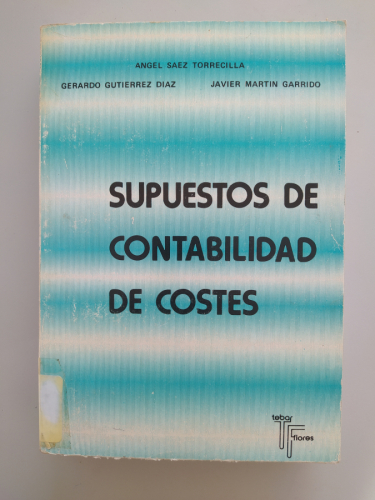 ANGEL SAEZ TORRECILLA
GERARDO GUTIERREZ DIAZ JAVIER MARTIN GARRIDO
SUPUESTOS DE
CONTABILIDAD
DE COSTES
tebar
flores